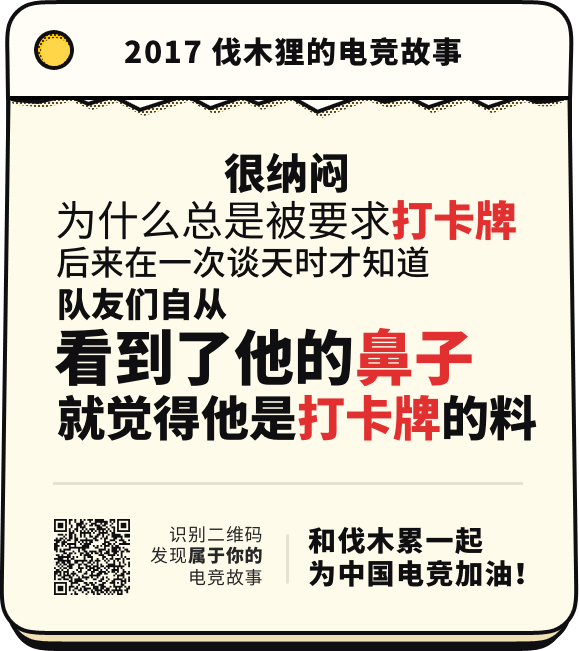 2017 伐木狸的电竞故事
很纳闷
为什么总是被要求打卡牌
后来在一次谈天时才知道
队友们自从
看到了他的鼻子
就觉得他是打卡牌的料
识别二维码
发现属于你的
电竞故事
和伐木累一起
为中国电竞加油!